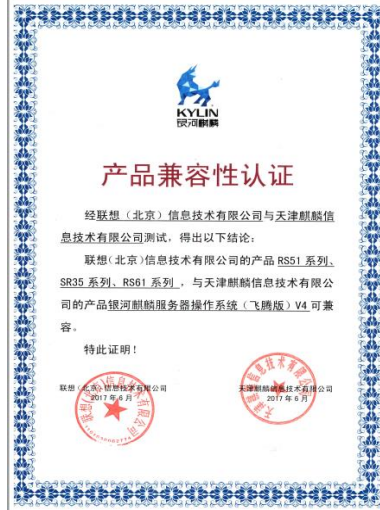 KYLIN
银河麒麟
产品兼容性认证
经联想（北京）信息技术有限公司与天津麒麟信
息技术有限公司测试，得出以下结论：
联想(北京)信息技术有限公司的产品 RS51 系列、
SR35 系列、RS61 系列 ，与天津麒麟信息技术有限公
司的产品银河麒麟服务器操作系统（飞腾版）V4 可兼
容。
特此证明！
联想（北京）信息技术有限公司
2017 年 6 月
天津麒麟信息技术有限公司
2017 年 6 月